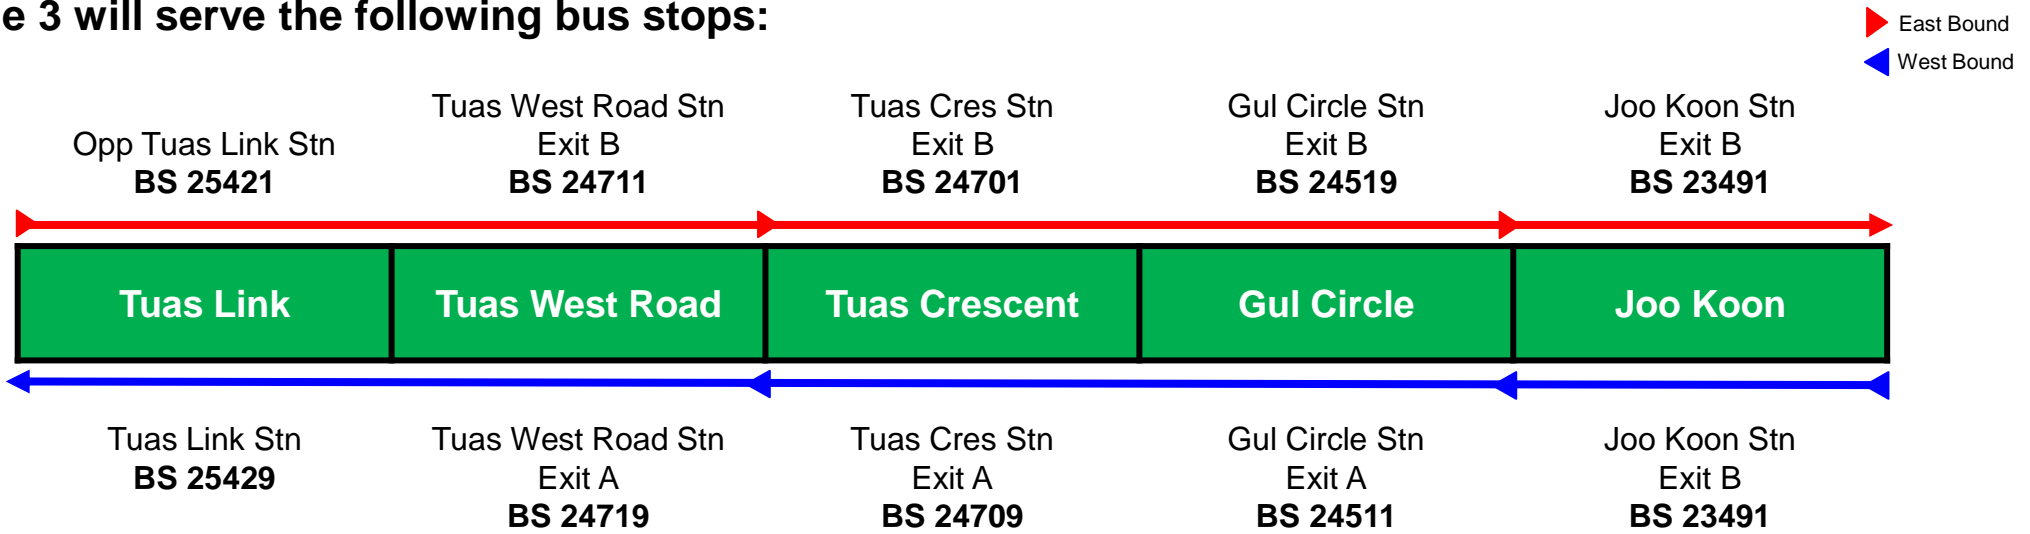 e 3 will serve the following bus stops:
East Bound
West Bound
Opp Tuas Link Stn
BS 25421
Tuas West Road Stn
Exit B
BS 24711
Tuas Cres Stn
Exit B
BS 24701
Gul Circle Stn
Exit B
BS 24519
Joo Koon Stn
Exit B
BS 23491
Tuas Link
Tuas West Road
Tuas Crescent
Gul Circle
Joo Koon
Tuas Link Stn
BS 25429
Tuas West Road Stn
Exit A
BS 24719
Tuas Cres Stn
Exit A
BS 24709
Gul Circle Stn
Exit A
BS 24511
Joo Koon Stn
Exit B
BS 23491